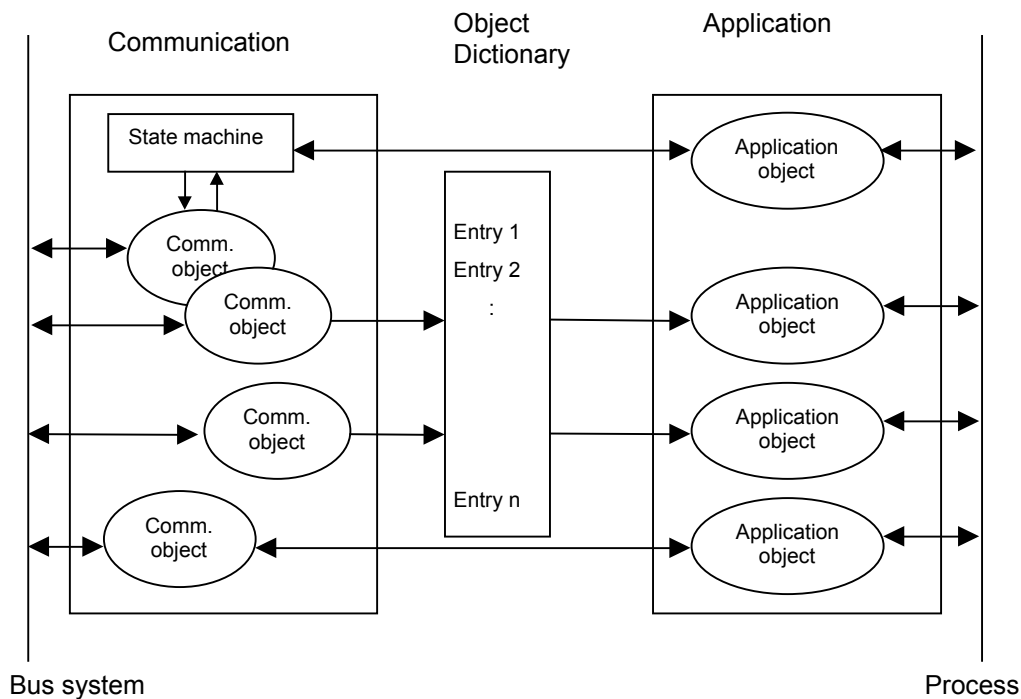 Communication
Object
Dictionary
Application
State machine
Application
object
Comm.
object
Entry 1
Entry 2
:
Comm.
object
Application
object
Comm.
object
Application
object
Entry n
Comm.
object
Application
object
Bus system
Process